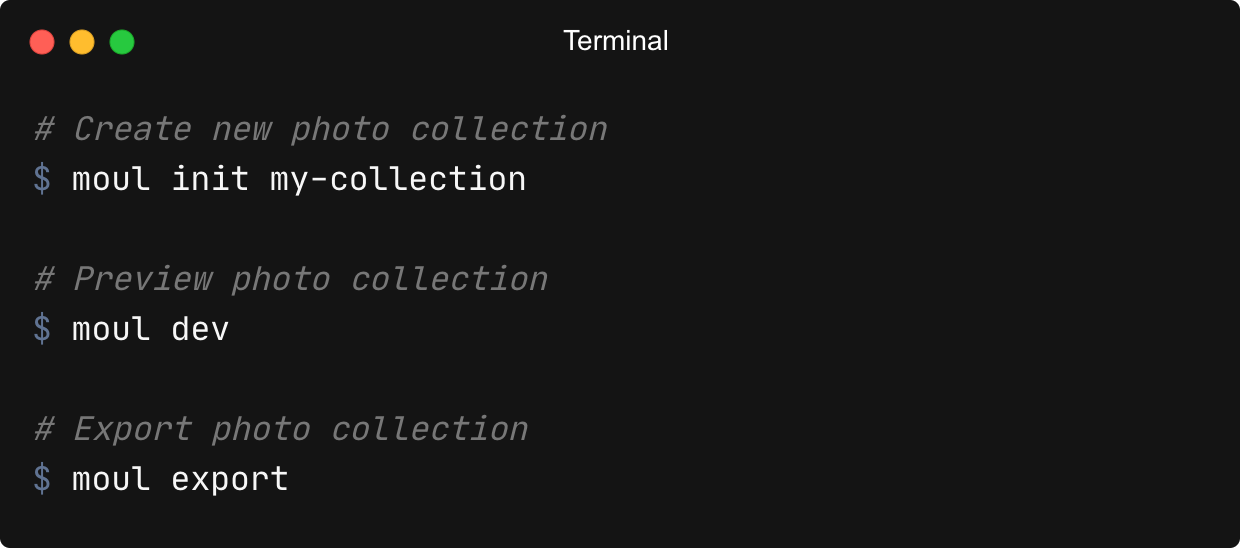 Terminal
# Create new photo collection
$ moul init my-collection
# Preview photo collection
$ moul dev
# Export photo collection
$ moul export